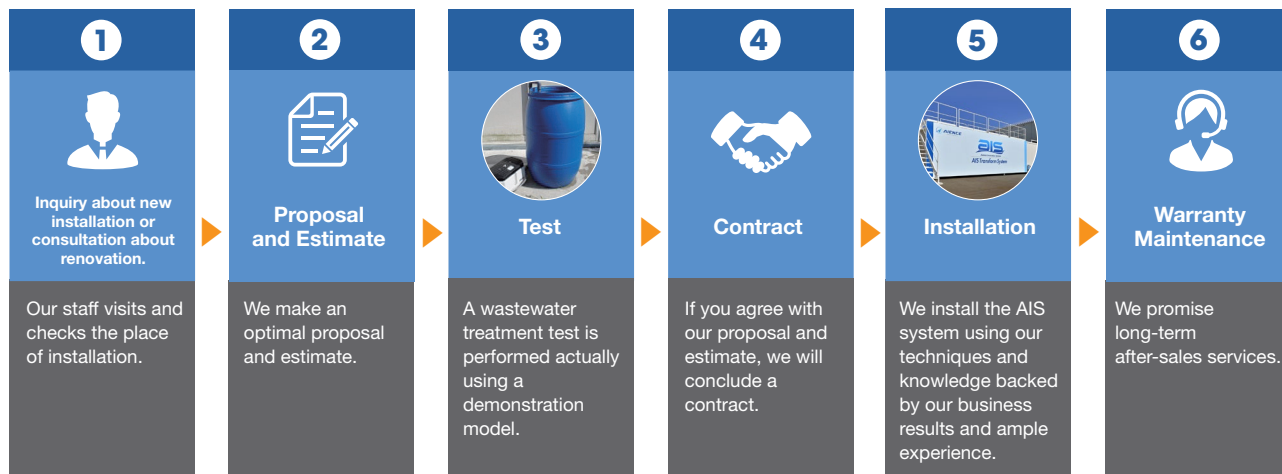 1
Inquiry about new
installation or
consultation about
renovation.
Our staff visits and
checks the place
of installation.
2
Proposal
and Estimate
We make an
optimal proposal
and estimate.
3
Test
A wastewater
treatment test is
performed actually
using a
demonstration
model.
4
Contract
If you agree with
our proposal and
estimate, we will
conclude a
contract.
5
AIS
AIS Transform System
Installation
We install the AIS
system using our
techniques and
knowledge backed
by our business
results and ample
experience.
6
Warranty
Maintenance
We promise
long-term
after-sales services.